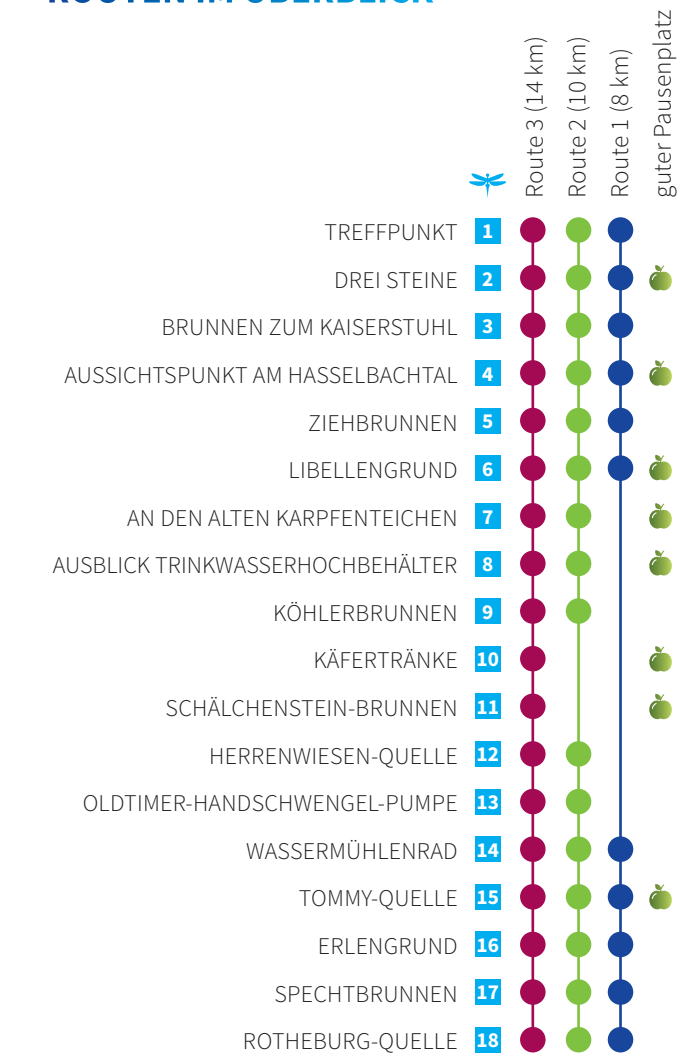 ROUTEN IM ÜBERBLICK
Route 3 (14 km)
Route 2 (10 km)
Route 1 (8 km)
guter Pausenplatz
TREFFPUNKT 1
DREI STEINE 2
BRUNNEN ZUM KAISERSTUHL 3
AUSSICHTSPUNKT AM HASSELBACHTAL 4
ZIEHBRUNNEN 5
LIBELLENGRUND 6
AN DEN ALTEN KARPFENTEICHEN 7
AUSBLICK TRINKWASSERHOCHBEHÄLTER 8
KÖHLERBRUNNEN 9
KÄFERTRÄNKE 10
SCHÄLCHENSTEIN-BRUNNEN 11
HERRENWIESEN-QUELLE 12
OLDTIMER-HANDSCHWENGEL-PUMPE 13
WASSERMÜHLENRAD 14
TOMMY-QUELLE 15
ERLENGRUND 16
SPECHTBRUNNEN 17
ROTHEBURG-QUELLE 18